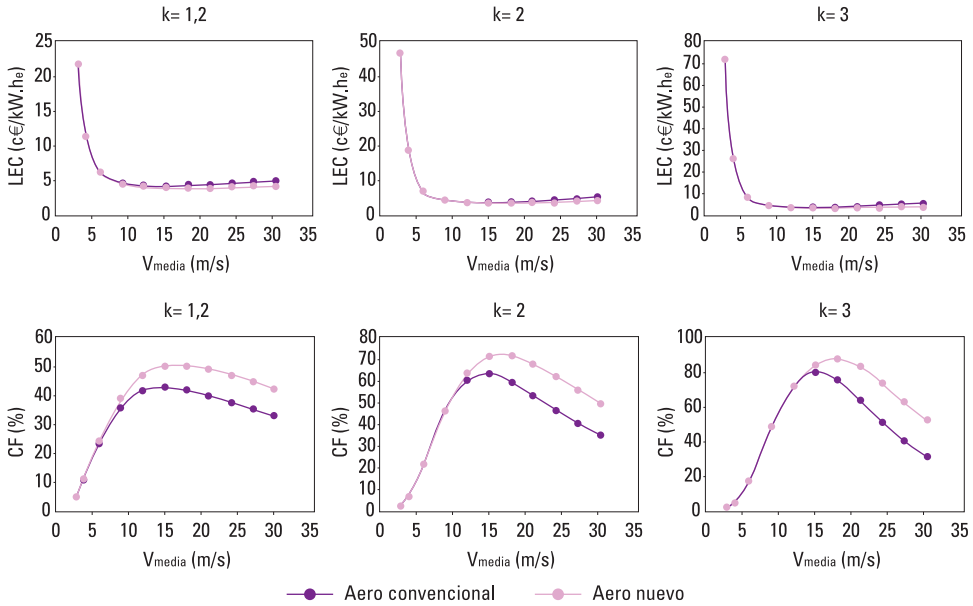 k= 1,2
k= 2
k= 3
LEC (c€/kW.he)
25
20
15
10
5
0
0 5 10 15 20 25 30 35
Vmedia (m/s)
LEC (c€/kW.he)
50
40
30
20
10
0
0 5 10 15 20 25 30 35
Vmedia (m/s)
LEC (c€/kW.he)
80
70
60
50
40
30
20
10
0
0 5 10 15 20 25 30 35
Vmedia (m/s)
k= 1,2
k= 2
k= 3
CF (%)
60
50
40
30
20
10
0
0 5 10 15 20 25 30 35
Vmedia (m/s)
CF (%)
80
70
60
50
40
30
20
10
0
0 5 10 15 20 25 30 35
Vmedia (m/s)
CF (%)
100
80
60
40
20
0
0 5 10 15 20 25 30 35
Vmedia (m/s)
Aero convencional
Aero nuevo